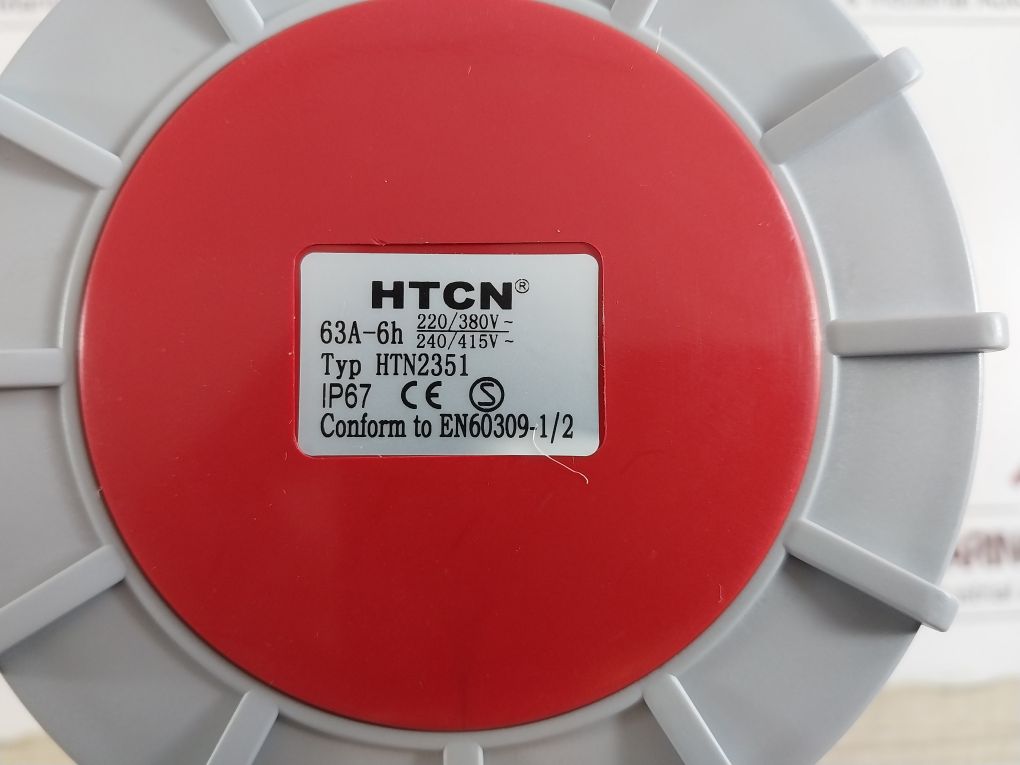 HTCN®
63A-6h 220/380V~
240/415V~
Typ HTN2351
IP67 CE S
Conform to EN60309-1/2